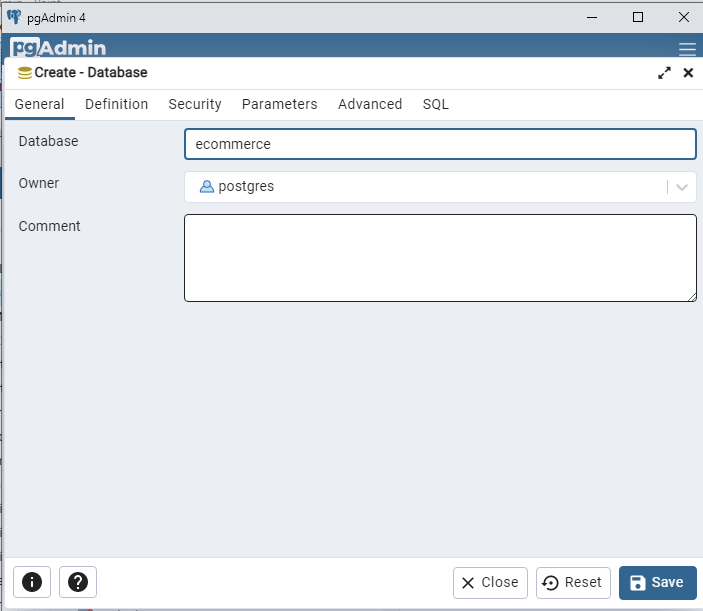 pgAdmin 4
pgAdmin
Create - Database
General Definition Security Parameters Advanced SQL
Database ecommerce
Owner postgres
Comment
Close Reset Save